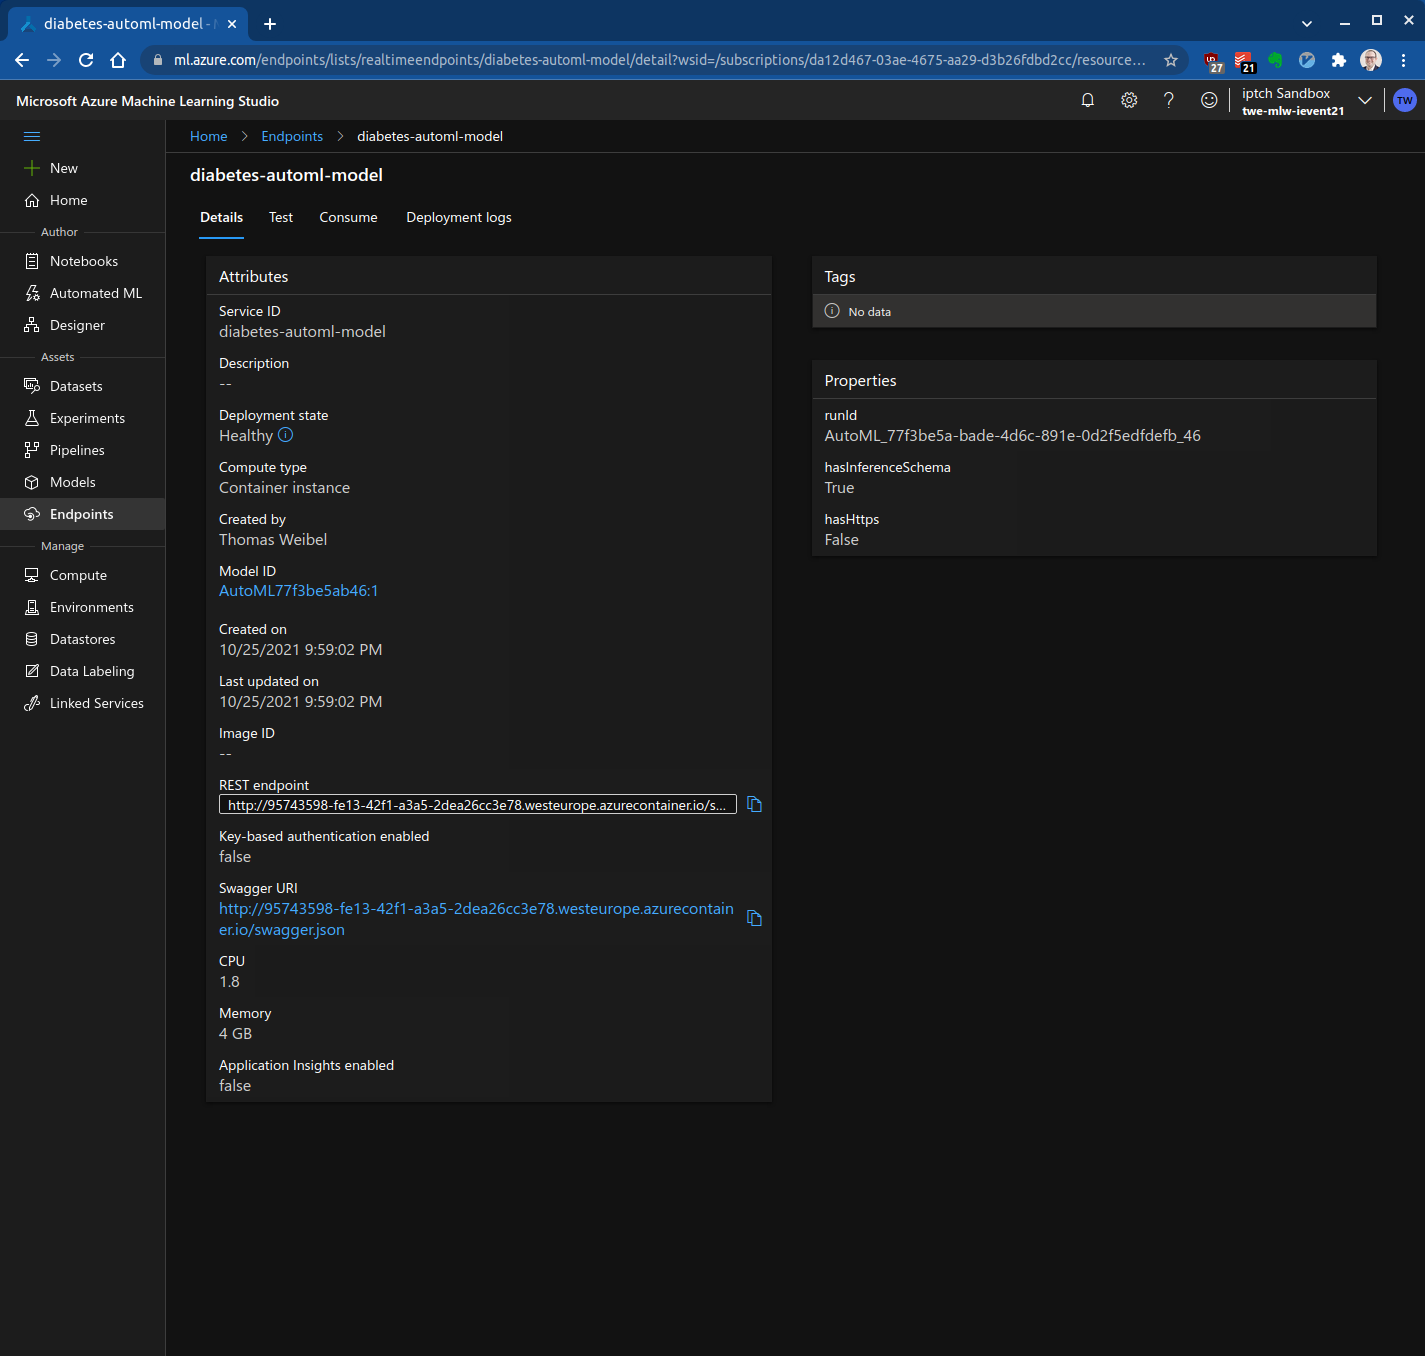 diabetes-automl-model - M
ml.azure.com/endpoints/lists/realtimeendpoints/diabetes-automl-model/detail?wsid=/subscriptions/da12d467-03ae-4675-aa29-d3b26fdbd2cc/resource...
27
21
Microsoft Azure Machine Learning Studio
iptch Sandbox
twe-mlw-ievent21
TW
Home > Endpoints > diabetes-automl-model
New
Home
Author
Notebooks
Automated ML
Designer
Assets
Datasets
Experiments
Pipelines
Models
Endpoints
Manage
Compute
Environments
Datastores
Data Labeling
Linked Services
diabetes-automl-model
Details Test Consume Deployment logs
Attributes
Service ID
diabetes-automl-model
Description
--
Deployment state
Healthy
Compute type
Container instance
Created by
Thomas Weibel
Model ID
AutoML77f3be5ab46:1
Created on
10/25/2021 9:59:02 PM
Last updated on
10/25/2021 9:59:02 PM
Image ID
--
REST endpoint
http://95743598-fe13-42f1-a3a5-2dea26cc3e78.westeurope.azurecontainer.io/s...
Key-based authentication enabled
false
Swagger URI
http://95743598-fe13-42f1-a3a5-2dea26cc3e78.westeurope.azurecontain
er.io/swagger.json
CPU
1.8
Memory
4 GB
Application Insights enabled
false
Tags
No data
Properties
runId
AutoML_77f3be5a-bade-4d6c-891e-0d2f5edfdefb_46
hasInferenceSchema
True
hasHttps
False